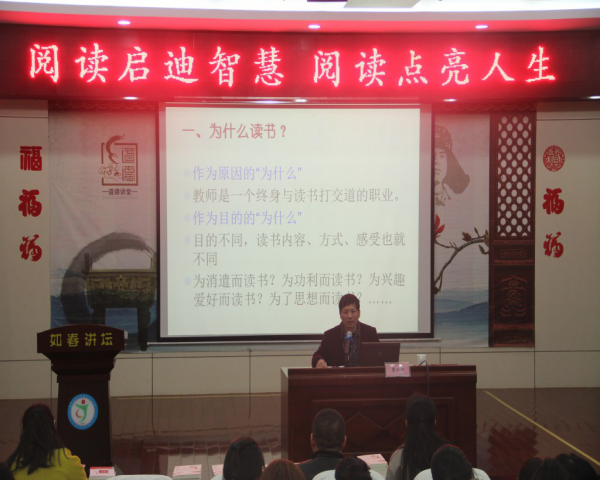 阅读启迪智慧 阅读点亮人生
一、为什么读书？
作为原因的“为什么”
教师是一个终身与读书打交道的职业。
作为目的的“为什么”
目的不同，读书内容、方式、感受也就
不同
为消遣而读书？为功利而读书？为兴趣
爱好而读书？为了思想而读书？……
如春讲坛
福
福
福
福
福